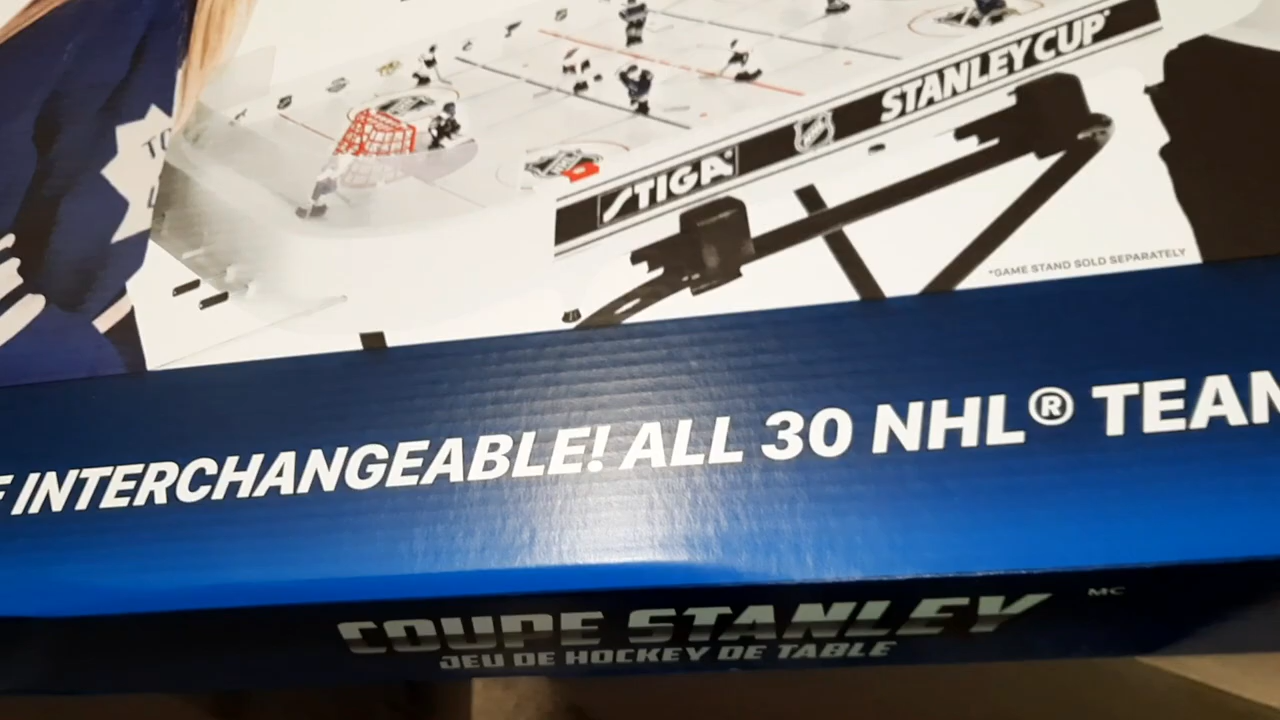 STANLEY CUP
STIGA
*GAME STAND SOLD SEPARATELY
INTERCHANGEABLE! ALL 30 NHL® TEAM
COUPE STANLEY MC
JEU DE HOCKEY DE TABLE